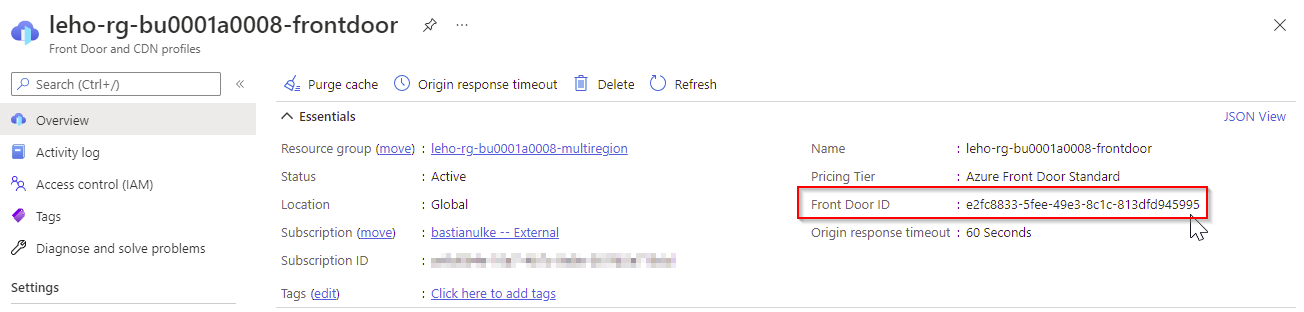 leho-rg-bu0001a0008-frontdoor ...
Front Door and CDN profiles
Search (Ctrl+/) «
Overview
Activity log
Access control (IAM)
Tags
Diagnose and solve problems
Settings
Purge cache Origin response timeout Delete Refresh
Essentials JSON View
Resource group (move) : leho-rg-bu0001a0008-multiregion
Status : Active
Location : Global
Subscription (move) : bastianulke -- External
Subscription ID :
Tags (edit) : Click here to add tags
Name : leho-rg-bu0001a0008-frontdoor
Pricing Tier : Azure Front Door Standard
Front Door ID : e2fc8833-5fee-49e3-8c1c-813dfd945995
Origin response timeout : 60 Seconds